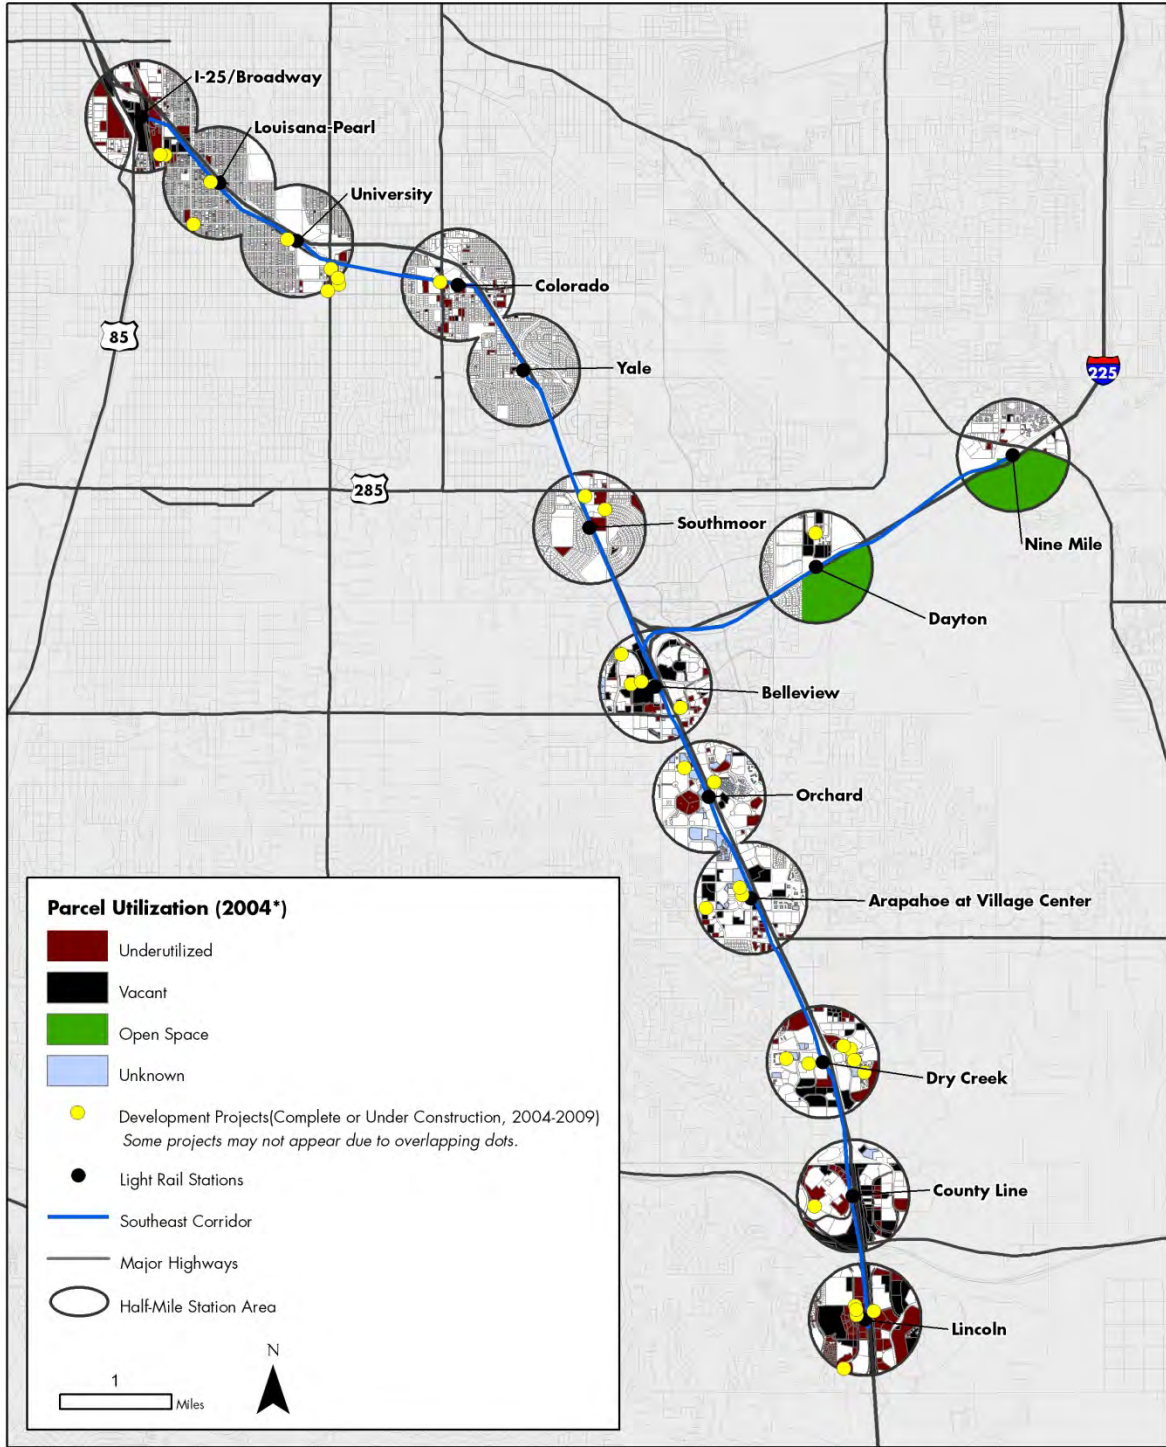 I-25/Broadway
Louisana-Pearl
University
Colorado
85
Yale
225
285
Southmoor
Nine Mile
Dayton
Belleview
Orchard
Arapahoe at Village Center
Dry Creek
County Line
Lincoln
Parcel Utilization (2004*)
Underutilized
Vacant
Open Space
Unknown
Development Projects(Complete or Under Construction, 2004-2009)
Some projects may not appear due to overlapping dots.
Light Rail Stations
Southeast Corridor
Major Highways
Half-Mile Station Area
N
1
Miles